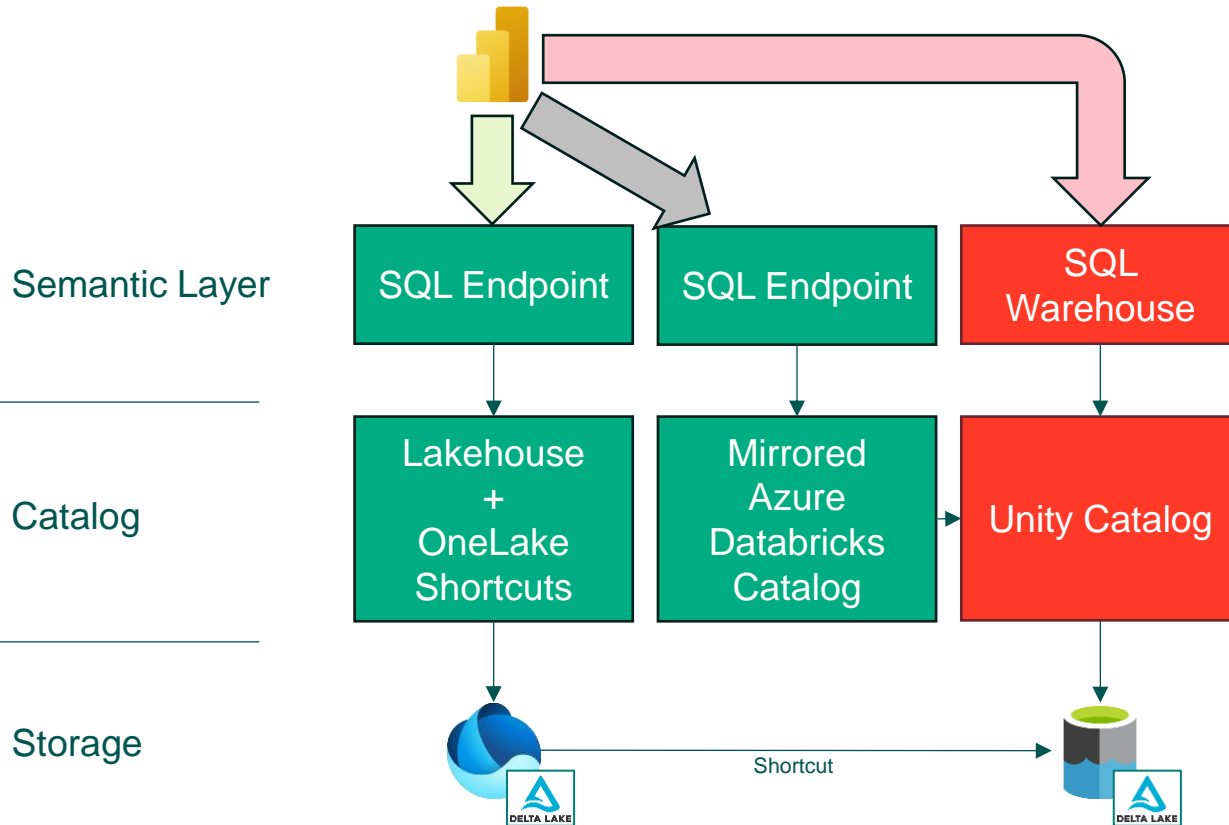 Semantic Layer
SQL Endpoint
SQL Endpoint
SQL
Warehouse
Catalog
Lakehouse
+
OneLake
Shortcuts
Mirrored
Azure
Databricks
Catalog
Unity Catalog
Storage
Shortcut
DELTA LAKE
DELTA LAKE